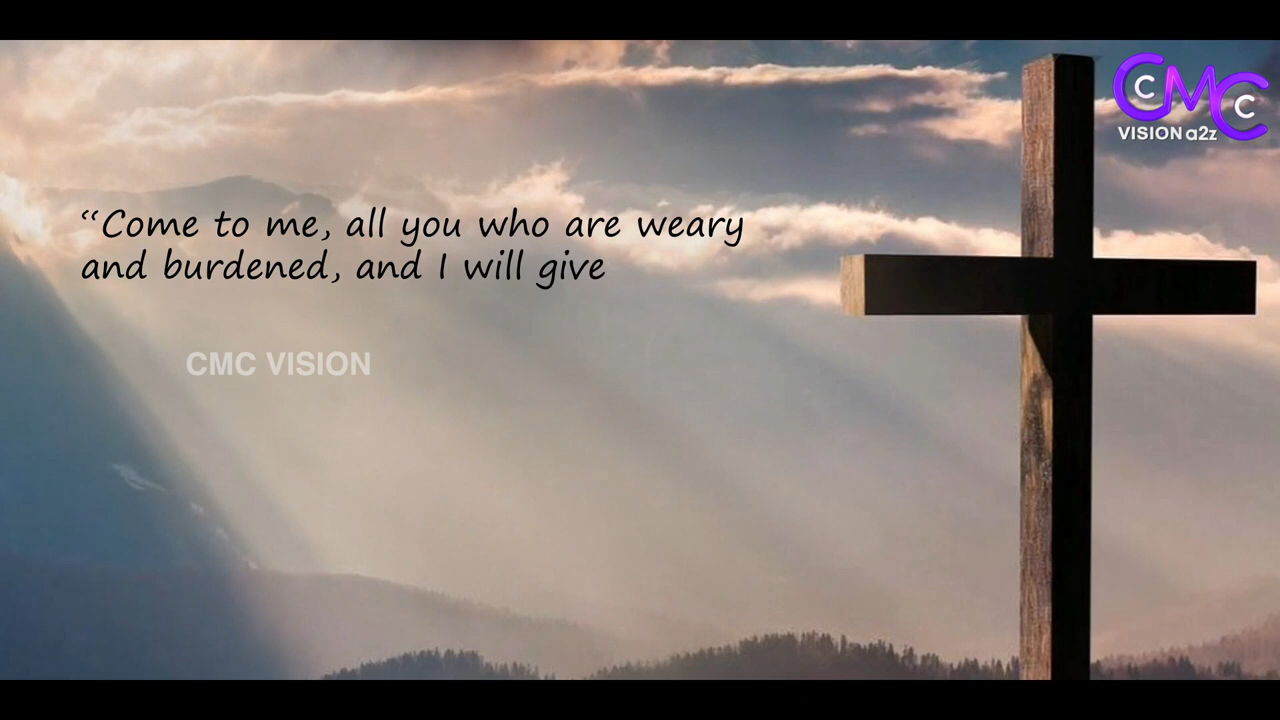 “Come to me, all you who are weary
and burdened, and I will give
CMC VISION
CMC
C C
VISION a2z